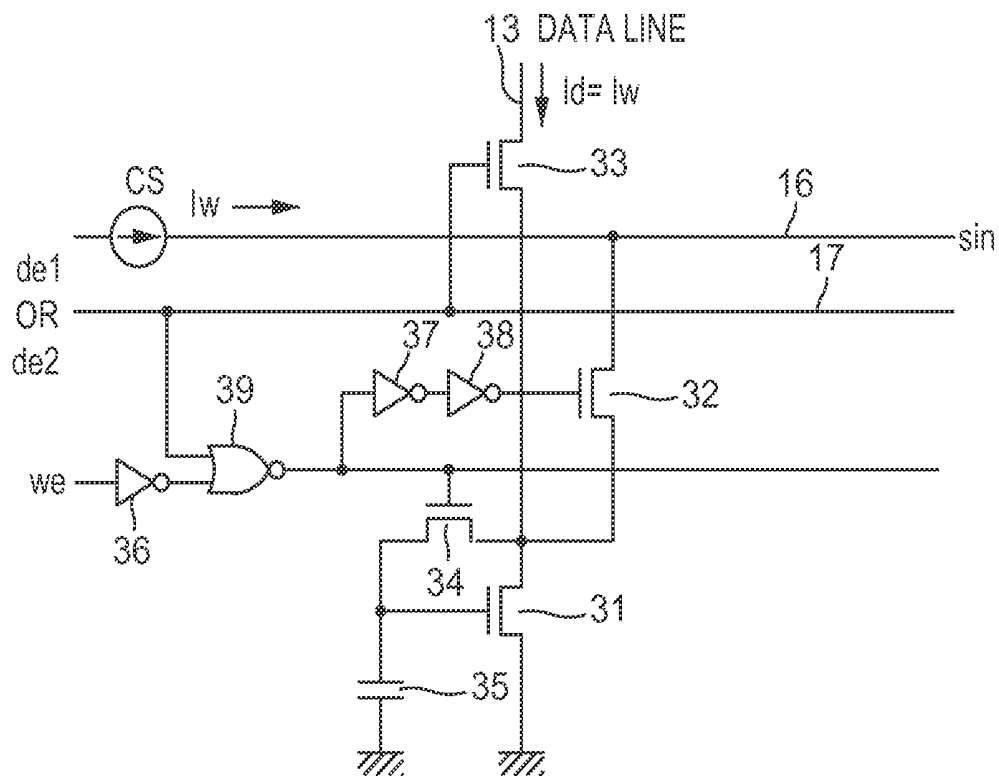 13 DATA LINE
Id= Iw
33
CS
Iw
16
sin
de1
OR
de2
17
37
38
32
39
we
36
34
31
35